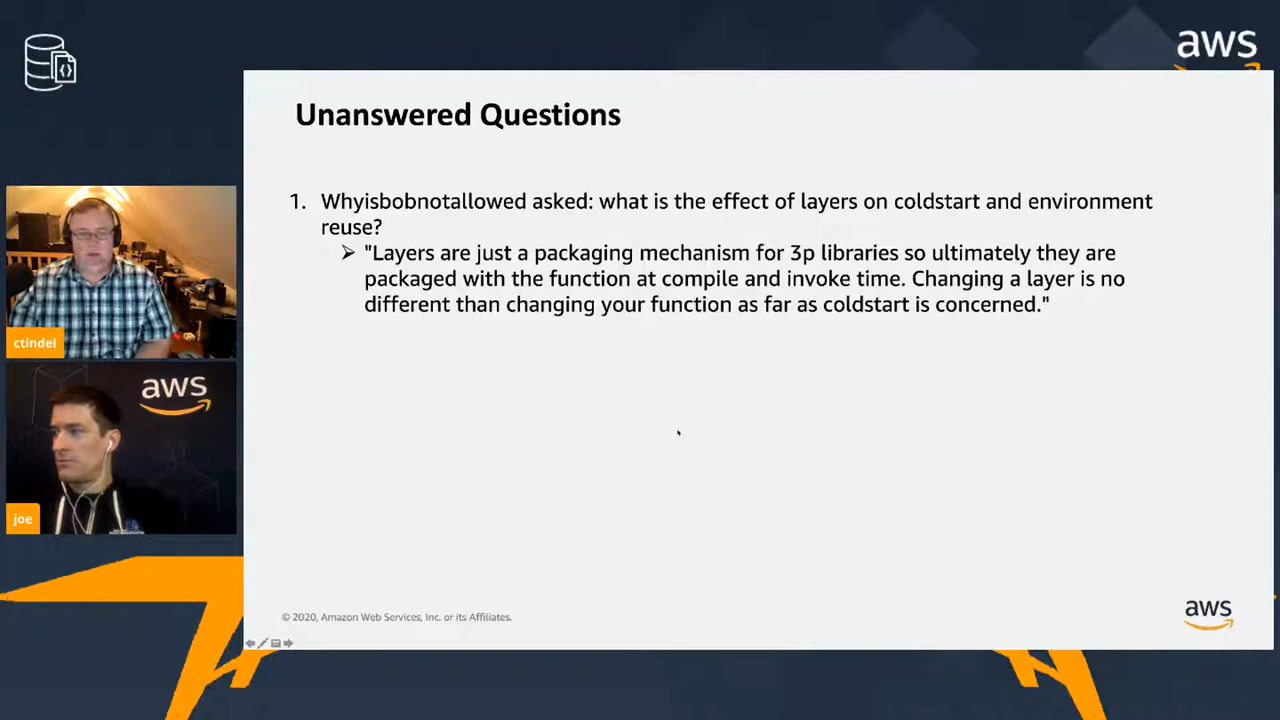 aws
Unanswered Questions
1. Whyisbobnotallowed asked: what is the effect of layers on coldstart and environment
reuse?
➢ "Layers are just a packaging mechanism for 3p libraries so ultimately they are
packaged with the function at compile and invoke time. Changing a layer is no
different than changing your function as far as coldstart is concerned."
ctindel
aws
joe
© 2020, Amazon Web Services, Inc. or its Affiliates.
aws